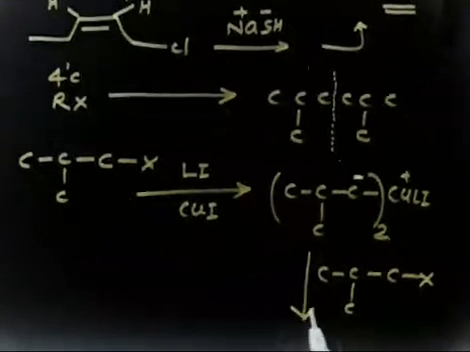 H H
Cl NaSH
+ -
4°C
RX
C C C C C C
C C
C-C-C-X LI
C CUI
(C-C-C-)2 CULI
- +
C
C-C-C-X
C